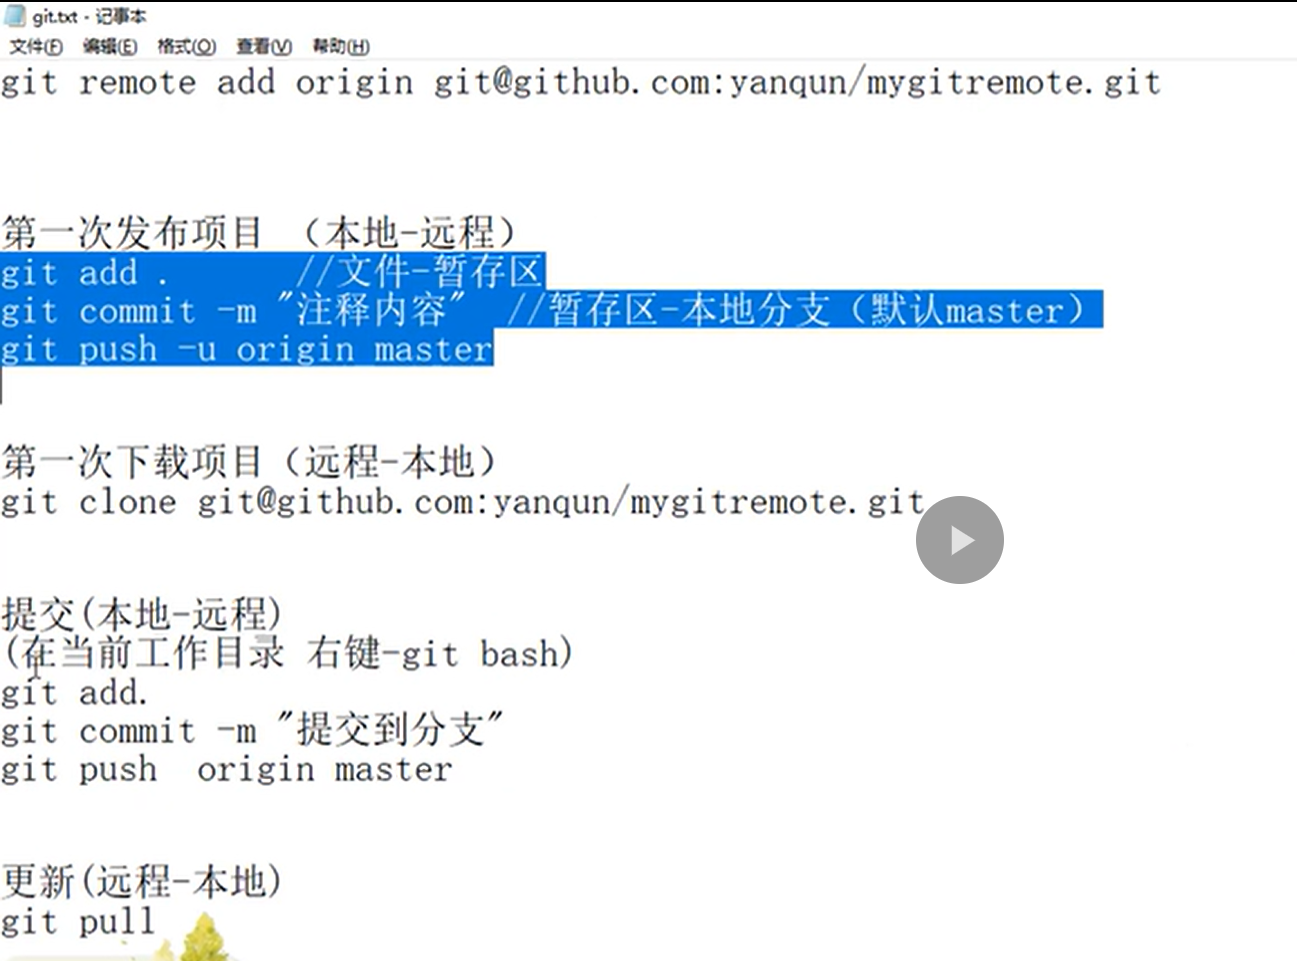 git.txt - 记事本
文件(F) 编辑(E) 格式(O) 查看(V) 帮助(H)
git remote add origin git@github.com:yanqun/mygitremote.git
第一次发布项目 （本地-远程）
git add . //文件-暂存区
git commit -m "注释内容" //暂存区-本地分支（默认master）
git push -u origin master
第一次下载项目（远程-本地）
git clone git@github.com:yanqun/mygitremote.git
提交(本地-远程)
(在当前工作目录 右键-git bash)
git add.
git commit -m "提交到分支"
git push origin master
更新(远程-本地)
git pull